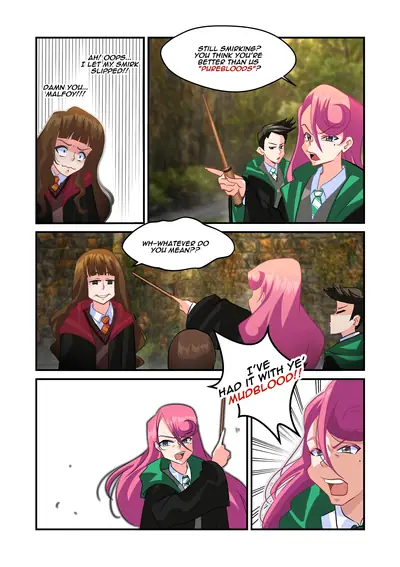 AH! OOPS...
I LET MY SMIRK
SLIPPED!!
DAMN YOU...
MALFOY!!!
STILL SMIRKING?
YOU THINK YOU'RE
BETTER THAN US
"PUREBLOODS"?
WH-WHATEVER DO
YOU MEAN??
I'VE
HAD IT WITH YE'
MUDBLOOD!!